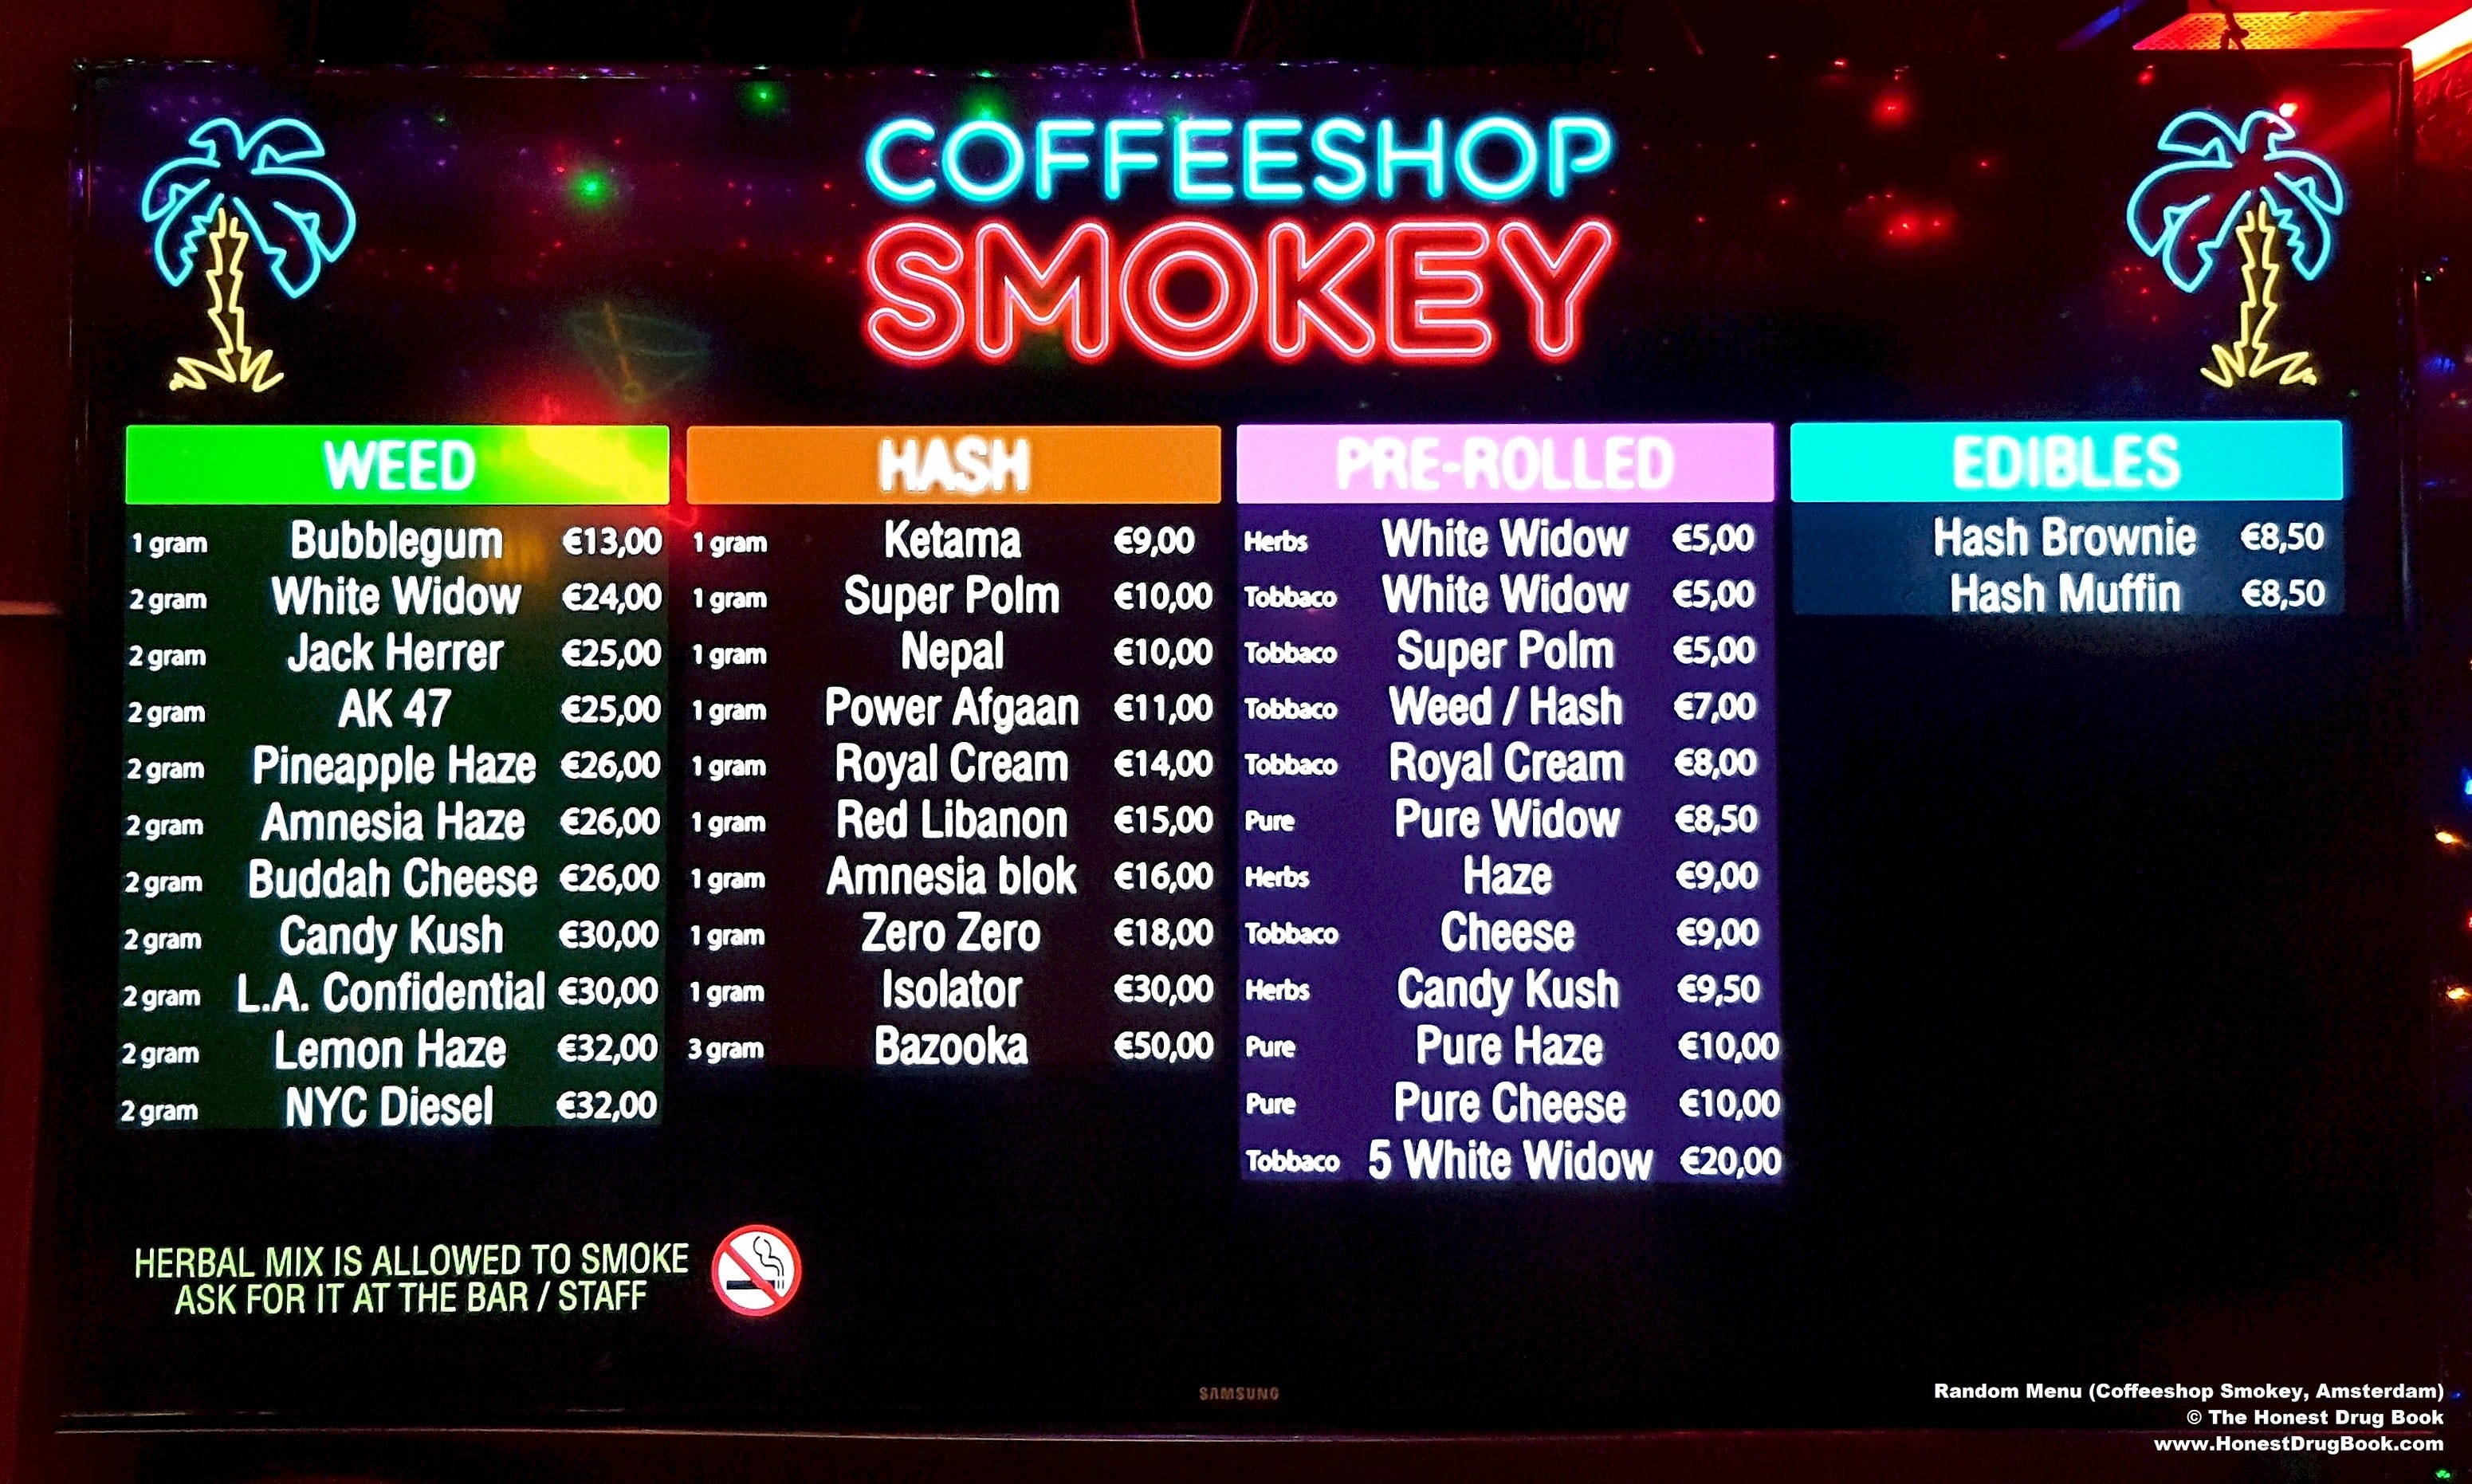 COFFEESHOP
SMOKEY
WEED
1 gram Bubblegum €13,00
2 gram White Widow €24,00
2 gram Jack Herrer €25,00
2 gram AK 47 €25,00
2 gram Pineapple Haze €26,00
2 gram Amnesia Haze €26,00
2 gram Buddah Cheese €26,00
2 gram Candy Kush €30,00
2 gram L.A. Confidential €30,00
2 gram Lemon Haze €32,00
2 gram NYC Diesel €32,00
HASH
1 gram Ketama €9,00
1 gram Super Polm €10,00
1 gram Nepal €10,00
1 gram Power Afgaan €11,00
1 gram Royal Cream €14,00
1 gram Red Libanon €15,00
1 gram Amnesia blok €16,00
1 gram Zero Zero €18,00
1 gram Isolator €30,00
3 gram Bazooka €50,00
PRE-ROLLED
Herbs White Widow €5,00
Tobbaco White Widow €5,00
Tobbaco Super Polm €5,00
Tobbaco Weed / Hash €7,00
Tobbaco Royal Cream €8,00
Pure Pure Widow €8,50
Herbs Haze €9,00
Tobbaco Cheese €9,00
Herbs Candy Kush €9,50
Pure Pure Haze €10,00
Pure Pure Cheese €10,00
Tobbaco 5 White Widow €20,00
EDIBLES
Hash Brownie €8,50
Hash Muffin €8,50
HERBAL MIX IS ALLOWED TO SMOKE
ASK FOR IT AT THE BAR / STAFF
SAMSUNG
Random Menu (Coffeeshop Smokey, Amsterdam)
© The Honest Drug Book
www.HonestDrugBook.com